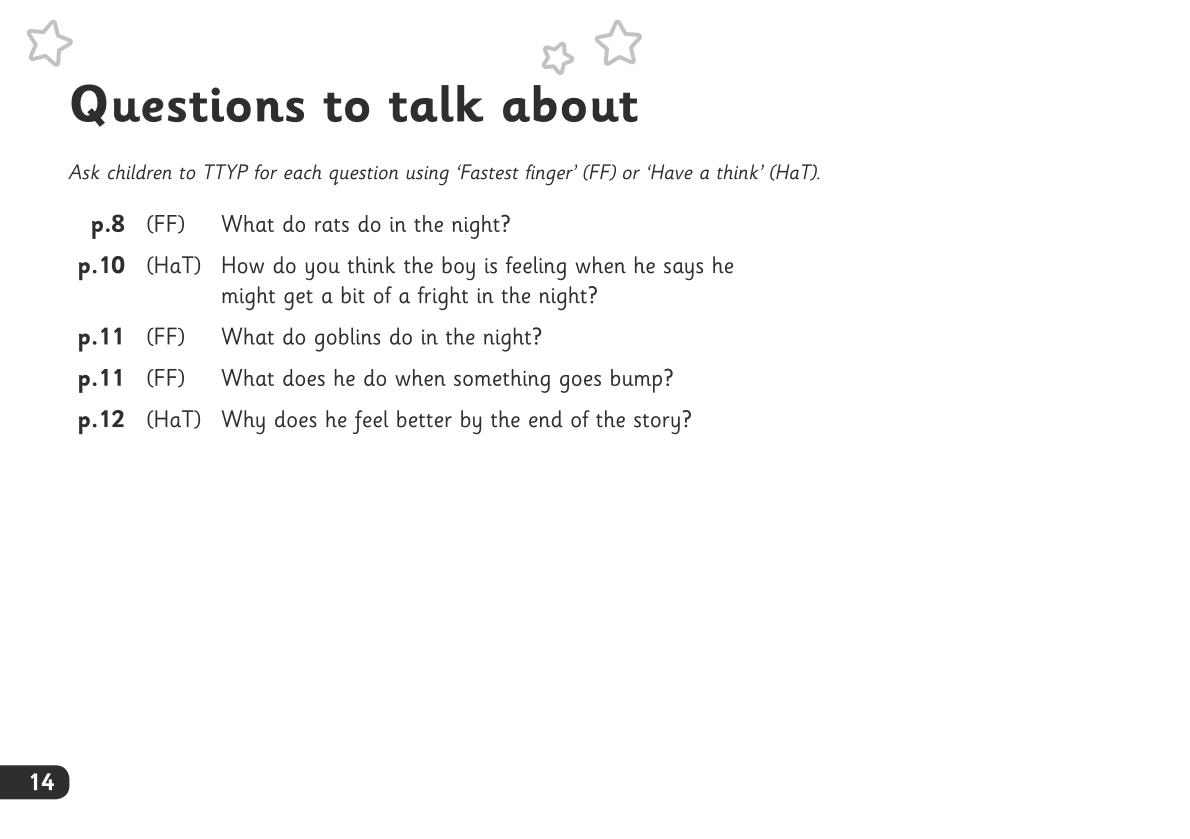 Questions to talk about
Ask children to TTYP for each question using ‘Fastest finger’ (FF) or ‘Have a think’ (HaT).
p.8 (FF) What do rats do in the night?
p.10 (HaT) How do you think the boy is feeling when he says he
might get a bit of a fright in the night?
p.11 (FF) What do goblins do in the night?
p.11 (FF) What does he do when something goes bump?
p.12 (HaT) Why does he feel better by the end of the story?
14